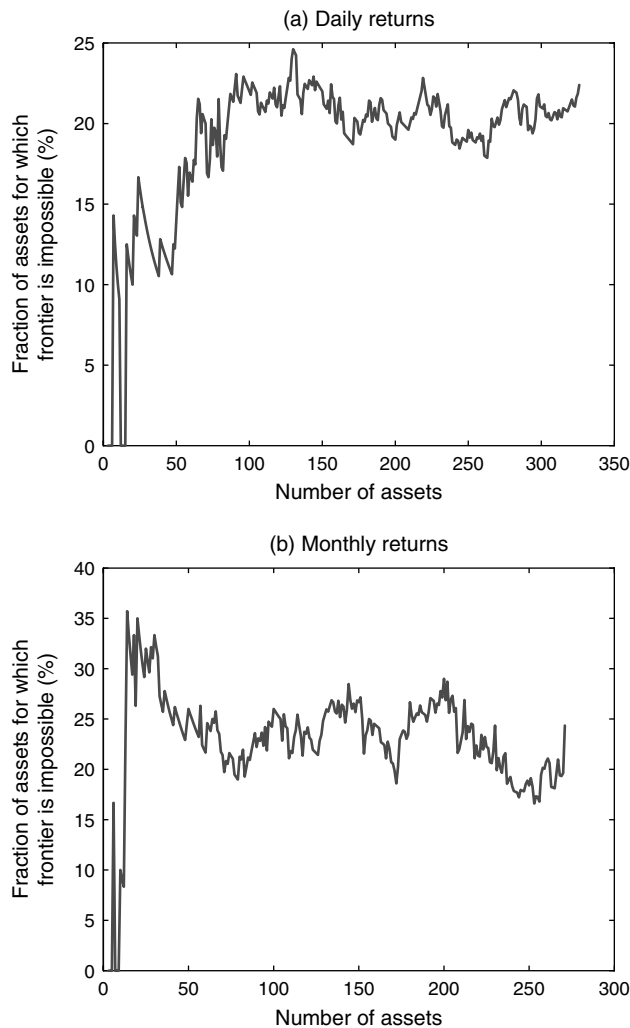 (a) Daily returns
25
20
15
10
5
0
Fraction of assets for which
frontier is impossible (%)
0 50 100 150 200 250 300 350
Number of assets
(b) Monthly returns
40
35
30
25
20
15
10
5
0
Fraction of assets for which
frontier is impossible (%)
0 50 100 150 200 250 300
Number of assets